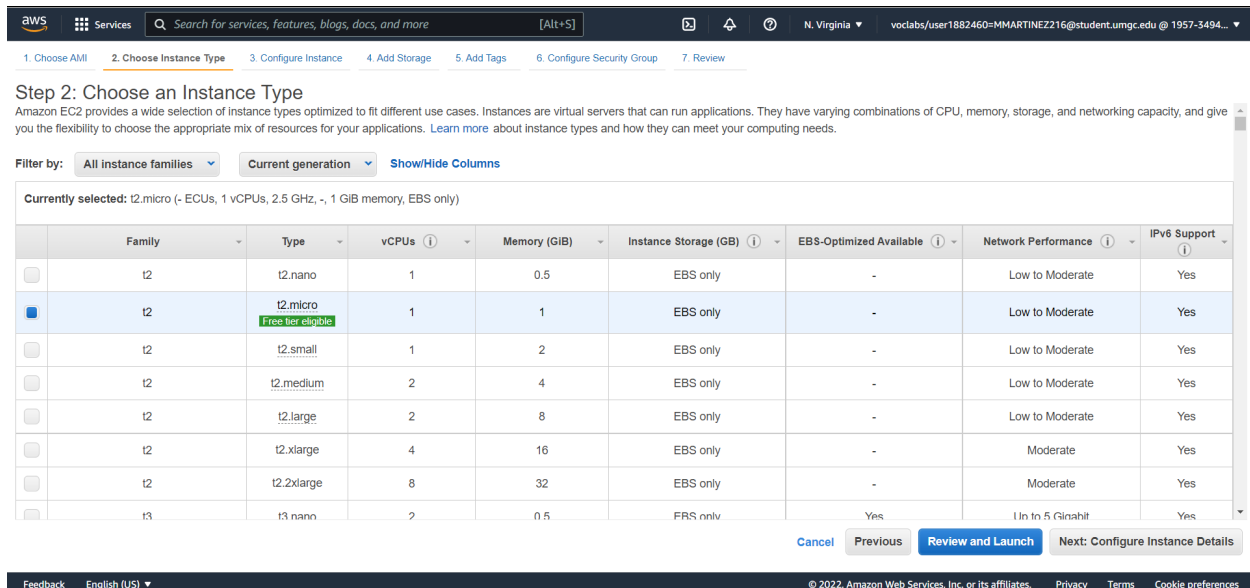 aws Services Search for services, features, blogs, docs, and more [Alt+S] N. Virginia ▼ voclabs/user1882460=MMARTINEZ216@student.umgc.edu @ 1957-3494... ▼
1. Choose AMI 2. Choose Instance Type 3. Configure Instance 4. Add Storage 5. Add Tags 6. Configure Security Group 7. Review
Step 2: Choose an Instance Type
Amazon EC2 provides a wide selection of instance types optimized to fit different use cases. Instances are virtual servers that can run applications. They have varying combinations of CPU, memory, storage, and networking capacity, and give
you the flexibility to choose the appropriate mix of resources for your applications. Learn more about instance types and how they can meet your computing needs.
Filter by: All instance families Current generation Show/Hide Columns
Currently selected: t2.micro (- ECUs, 1 vCPUs, 2.5 GHz, -, 1 GiB memory, EBS only)
Family Type vCPUs Memory (GiB) Instance Storage (GB) EBS-Optimized Available Network Performance IPv6 Support
t2 t2.nano 1 0.5 EBS only - Low to Moderate Yes
t2 t2.micro 1 1 EBS only - Low to Moderate Yes
Free tier eligible
t2 t2.small 1 2 EBS only - Low to Moderate Yes
t2 t2.medium 2 4 EBS only - Low to Moderate Yes
t2 t2.large 2 8 EBS only - Low to Moderate Yes
t2 t2.xlarge 4 16 EBS only - Moderate Yes
t2 t2.2xlarge 8 32 EBS only - Moderate Yes
t3 t3.nano 2 0.5 EBS only Yes Up to 5 Gigabit Yes
Cancel Previous Review and Launch Next: Configure Instance Details
Feedback English (US) ▼ © 2022, Amazon Web Services, Inc. or its affiliates. Privacy Terms Cookie preferences